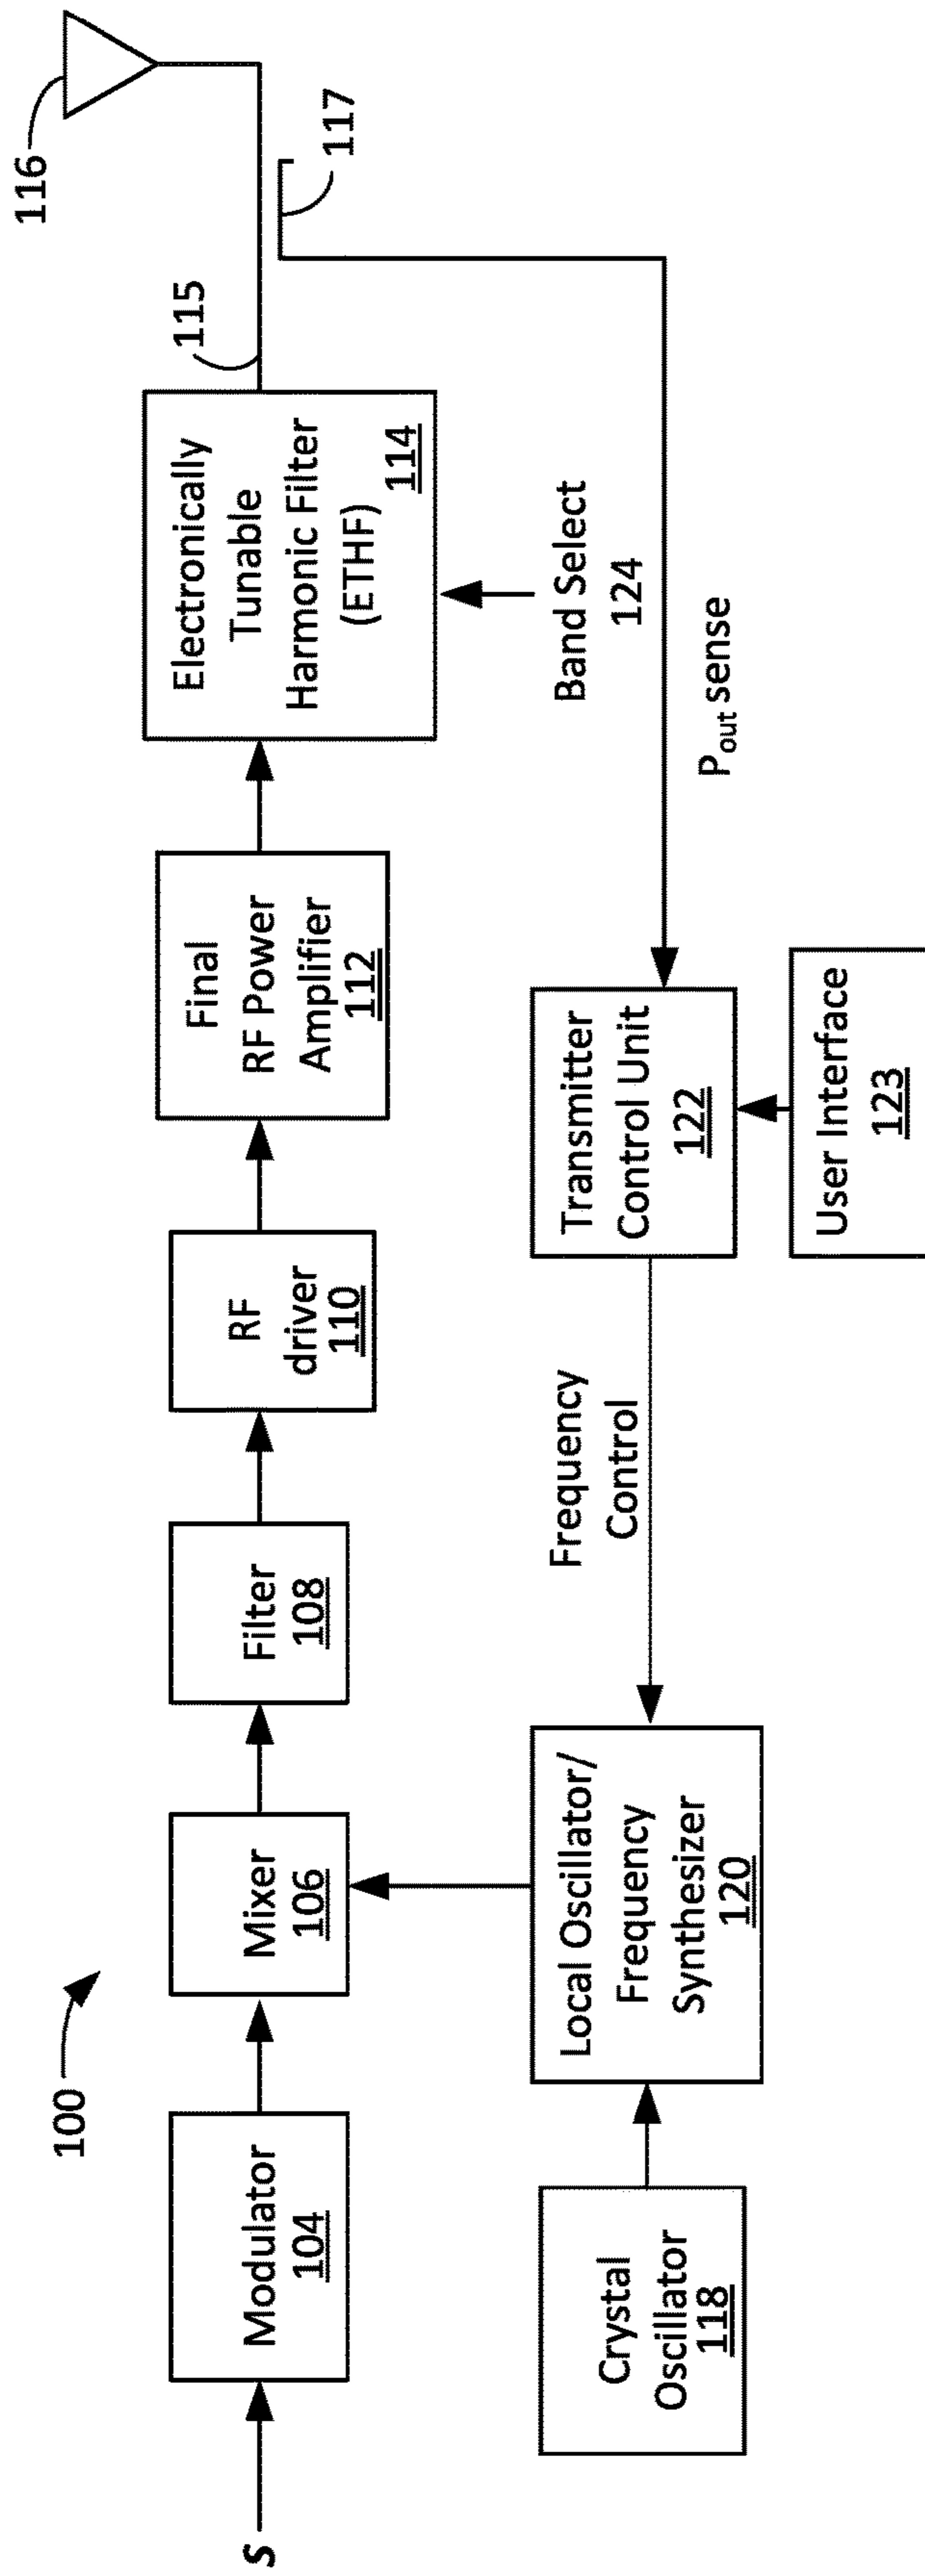 100
116
S
Modulator
104
Mixer
106
Filter
108
RF
driver
110
Final
RF Power
Amplifier
112
Electronically
Tunable
Harmonic Filter
(ETHF)
114
115
117
Band Select
124
P_out sense
Crystal
Oscillator
118
Local Oscillator/
Frequency
Synthesizer
120
Frequency
Control
Transmitter
Control Unit
122
User Interface
123